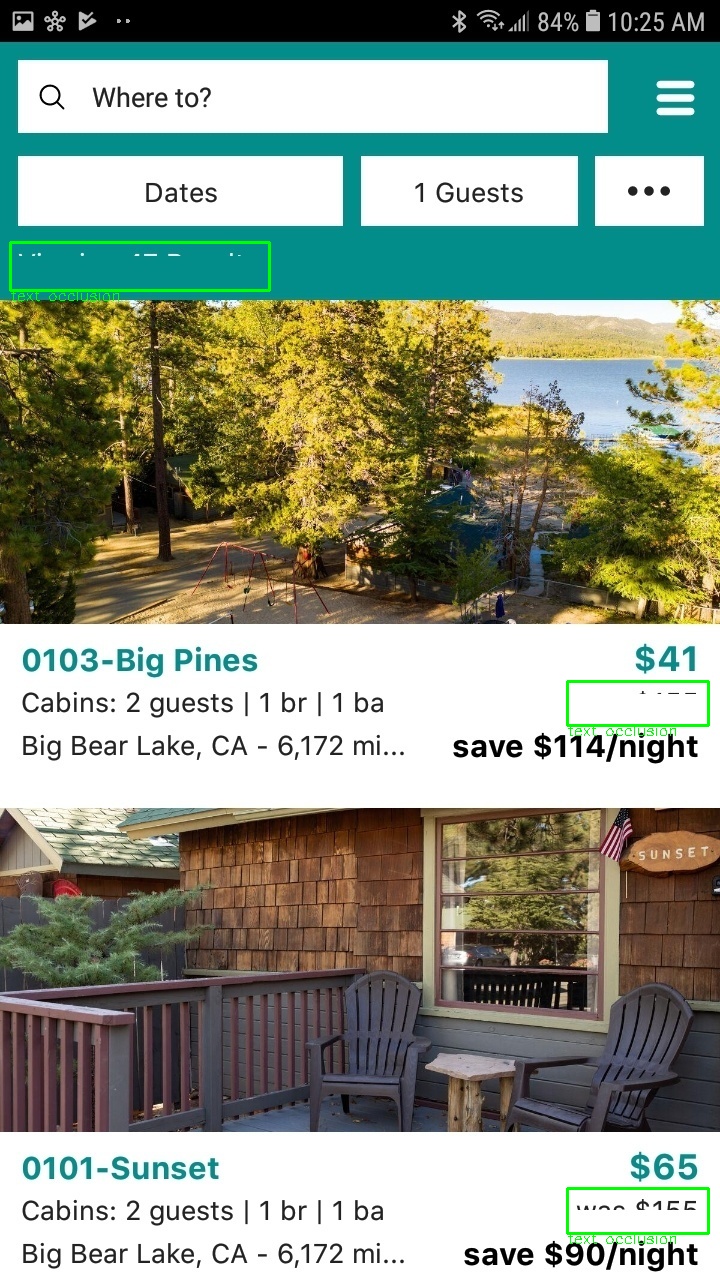 84% 10:25 AM
Where to?
Dates
1 Guests
text_occlusion
0103-Big Pines
$41
Cabins: 2 guests | 1 br | 1 ba
text_occlusion
Big Bear Lake, CA - 6,172 mi...
save $114/night
SUNSET
0101-Sunset
$65
Cabins: 2 guests | 1 br | 1 ba
was $155
text_occlusion
Big Bear Lake, CA - 6,172 mi...
save $90/night